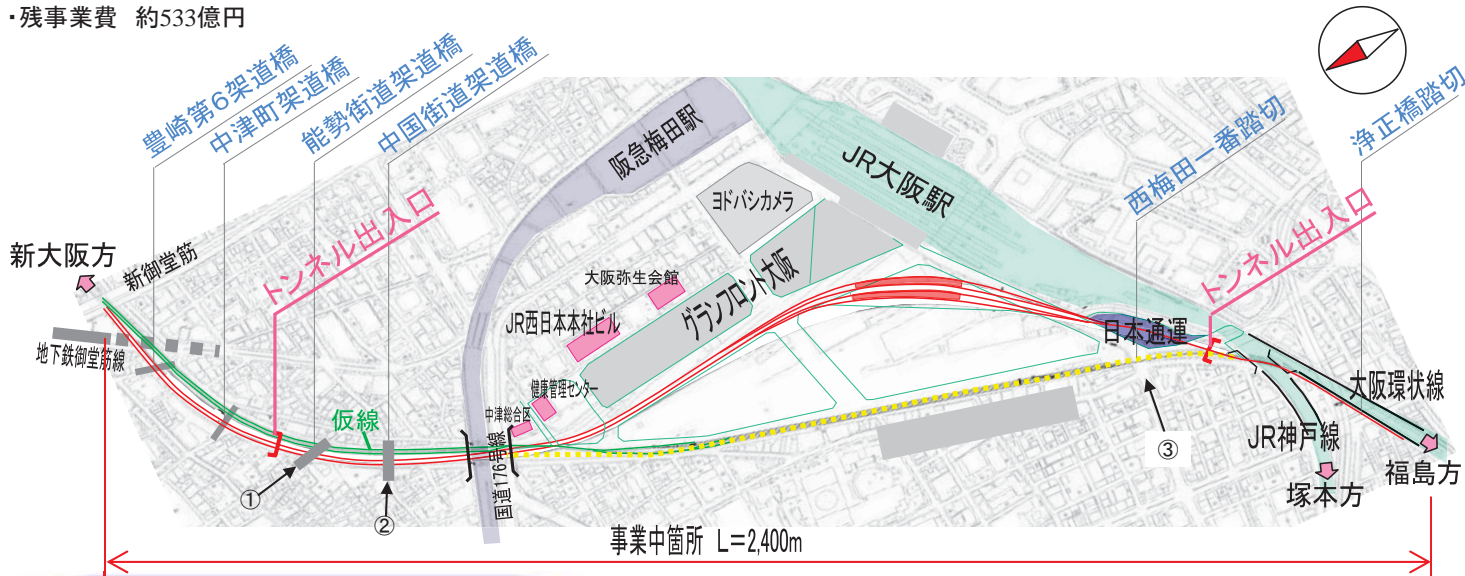 ・残事業費 約533億円
豊崎第6架道橋
中津町架道橋
能勢街道架道橋
中国街道架道橋
西梅田一番踏切
浄正橋踏切
阪急梅田駅
JR大阪駅
ヨドバシカメラ
トンネル出入口
トンネル出入口
新大阪方
新御堂筋
大阪弥生会館
グランフロント大阪
JR西日本本社ビル
日本通運
地下鉄御堂筋線
健康管理センター
大阪環状線
仮線
中津総合区
JR神戸線
国道176号線
③
福島方
①
②
塚本方
事業中箇所 L=2,400m